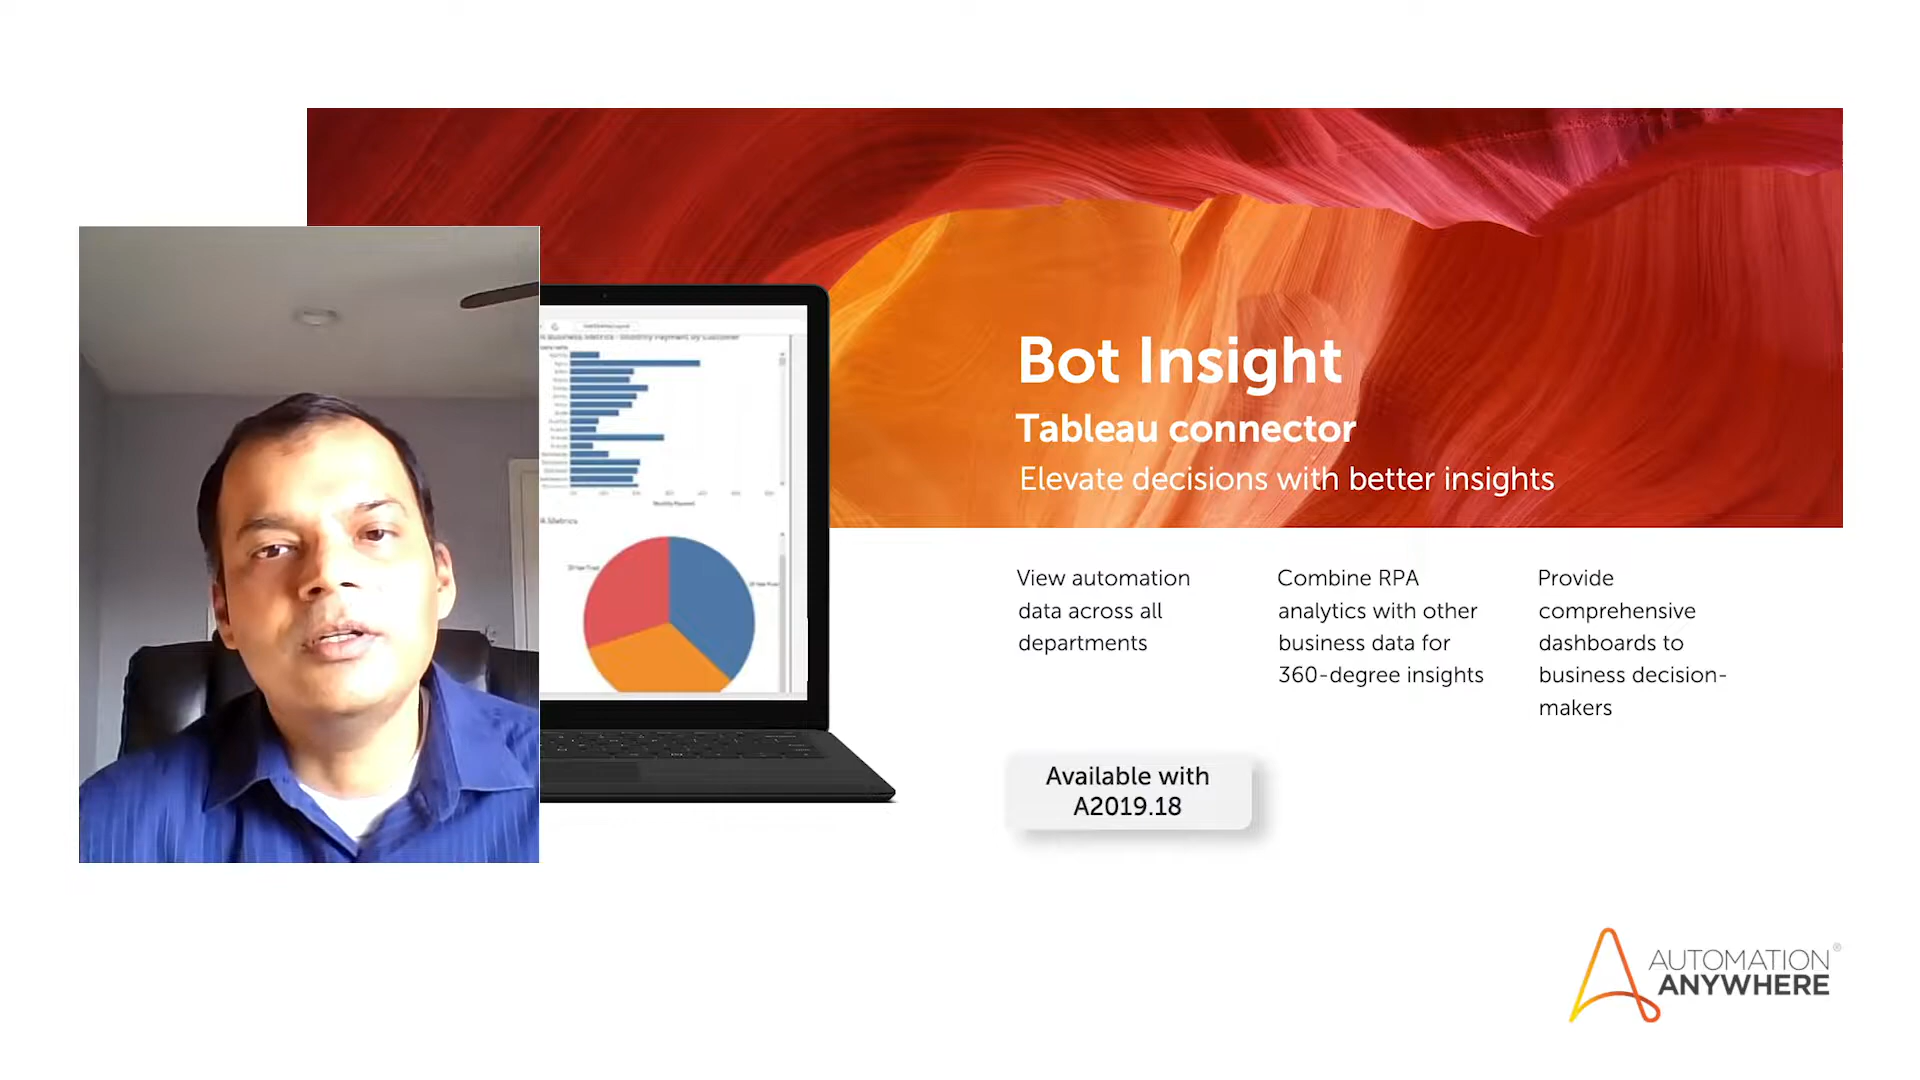 Bot Insight
Tableau connector
Elevate decisions with better insights
View automation
data across all
departments
Combine RPA
analytics with other
business data for
360-degree insights
Provide
comprehensive
dashboards to
business decision-
makers
Available with
A2019.18
AUTOMATION®
ANYWHERE